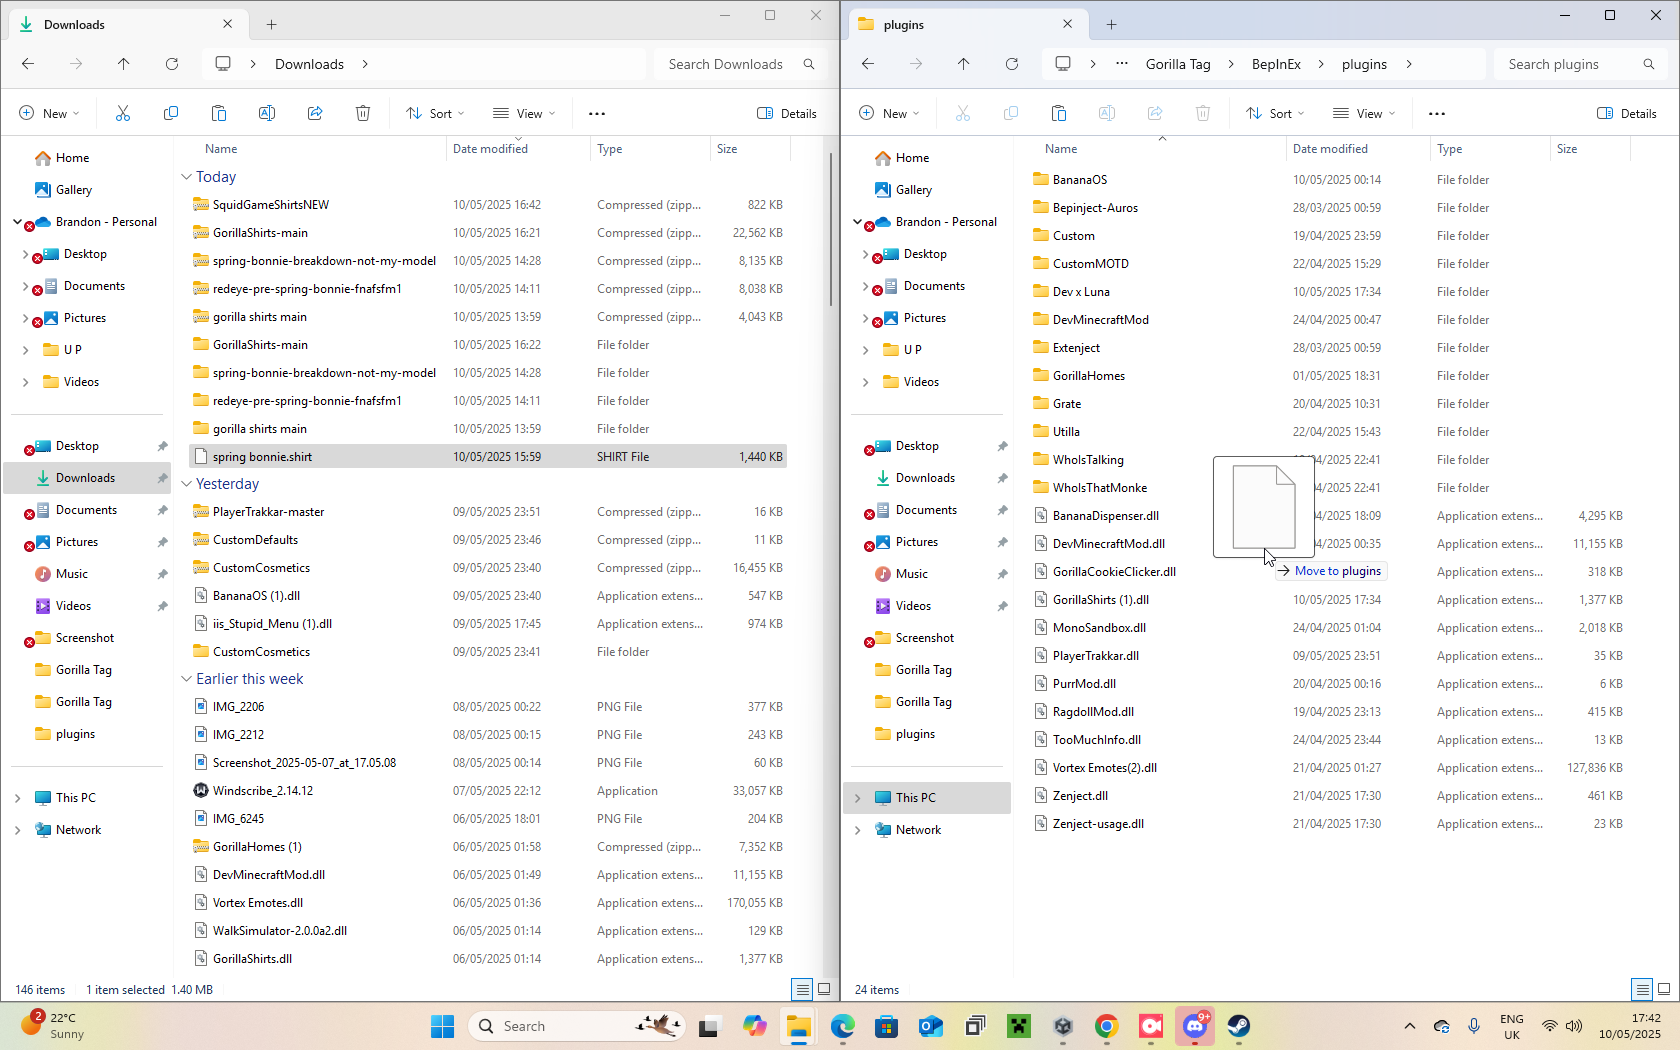 Downloads
Downloads
Search Downloads
New
Sort
View
Details
Name
Date modified
Type
Size
Home
Gallery
Brandon - Personal
Desktop
Documents
Pictures
U P
Videos
Desktop
Downloads
Documents
Pictures
Music
Videos
Screenshot
Gorilla Tag
Gorilla Tag
plugins
This PC
Network
Today
SquidGameShirtsNEW 10/05/2025 16:42 Compressed (zipp... 822 KB
GorillaShirts-main 10/05/2025 16:21 Compressed (zipp... 22,562 KB
spring-bonnie-breakdown-not-my-model 10/05/2025 14:28 Compressed (zipp... 8,135 KB
redeye-pre-spring-bonnie-fnafsfm1 10/05/2025 14:11 Compressed (zipp... 8,038 KB
gorilla shirts main 10/05/2025 13:59 Compressed (zipp... 4,043 KB
GorillaShirts-main 10/05/2025 16:22 File folder
spring-bonnie-breakdown-not-my-model 10/05/2025 14:28 File folder
redeye-pre-spring-bonnie-fnafsfm1 10/05/2025 14:11 File folder
gorilla shirts main 10/05/2025 13:59 File folder
spring bonnie.shirt 10/05/2025 15:59 SHIRT File 1,440 KB
Yesterday
PlayerTrakkar-master 09/05/2025 23:51 Compressed (zipp... 16 KB
CustomDefaults 09/05/2025 23:46 Compressed (zipp... 11 KB
CustomCosmetics 09/05/2025 23:40 Compressed (zipp... 16,455 KB
BananaOS (1).dll 09/05/2025 23:40 Application extens... 547 KB
iis_Stupid_Menu (1).dll 09/05/2025 17:45 Application extens... 974 KB
CustomCosmetics 09/05/2025 23:41 File folder
Earlier this week
IMG_2206 08/05/2025 00:22 PNG File 377 KB
IMG_2212 08/05/2025 00:15 PNG File 243 KB
Screenshot_2025-05-07_at_17.05.08 08/05/2025 00:14 PNG File 60 KB
Windscribe_2.14.12 07/05/2025 22:12 Application 33,057 KB
IMG_6245 06/05/2025 18:01 PNG File 204 KB
GorillaHomes (1) 06/05/2025 01:58 Compressed (zipp... 7,352 KB
DevMinecraftMod.dll 06/05/2025 01:49 Application extens... 11,155 KB
Vortex Emotes.dll 06/05/2025 01:36 Application extens... 170,055 KB
WalkSimulator-2.0.0a2.dll 06/05/2025 01:14 Application extens... 129 KB
GorillaShirts.dll 06/05/2025 01:14 Application extens... 1,377 KB
146 items 1 item selected 1.40 MB
plugins
... Gorilla Tag BepInEx plugins
Search plugins
New
Sort
View
Details
Name
Date modified
Type
Size
Home
Gallery
Brandon - Personal
Desktop
Documents
Pictures
U P
Videos
Desktop
Downloads
Documents
Pictures
Music
Videos
Screenshot
Gorilla Tag
Gorilla Tag
plugins
This PC
Network
BananaOS 10/05/2025 00:14 File folder
Bepinject-Auros 28/03/2025 00:59 File folder
Custom 19/04/2025 23:59 File folder
CustomMOTD 22/04/2025 15:29 File folder
Dev x Luna 10/05/2025 17:34 File folder
DevMinecraftMod 24/04/2025 00:47 File folder
Extenject 28/03/2025 00:59 File folder
GorillaHomes 01/05/2025 18:31 File folder
Grate 20/04/2025 10:31 File folder
Utilla 22/04/2025 15:43 File folder
WhoIsTalking /04/2025 22:41 File folder
WhoIsThatMonke 04/2025 22:41 File folder
BananaDispenser.dll 04/2025 18:09 Application extens... 4,295 KB
DevMinecraftMod.dll 04/2025 00:35 Application extens... 11,155 KB
GorillaCookieClicker.dll Application extens... 318 KB
Move to plugins
GorillaShirts (1).dll 10/05/2025 17:34 Application extens... 1,377 KB
MonoSandbox.dll 24/04/2025 01:04 Application extens... 2,018 KB
PlayerTrakkar.dll 09/05/2025 23:51 Application extens... 35 KB
PurrMod.dll 20/04/2025 00:16 Application extens... 6 KB
RagdollMod.dll 19/04/2025 23:13 Application extens... 415 KB
TooMuchInfo.dll 24/04/2025 23:44 Application extens... 13 KB
Vortex Emotes(2).dll 21/04/2025 01:27 Application extens... 127,836 KB
Zenject.dll 21/04/2025 17:30 Application extens... 461 KB
Zenject-usage.dll 21/04/2025 17:30 Application extens... 23 KB
24 items
2
22°C
Sunny
Search
9+
ENG
UK
17:42
10/05/2025